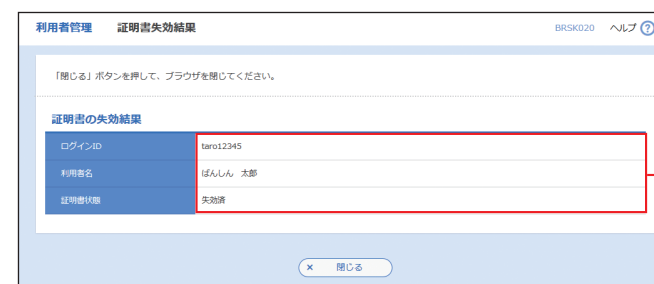 利用者管理 証明書失効結果 BRSK020 ヘルプ ?
「閉じる」ボタンを押して、ブラウザを閉じてください。
証明書の失効結果
ログインID taro12345
利用者名 ばんしん 太郎
証明書状態 失効済
× 閉じる